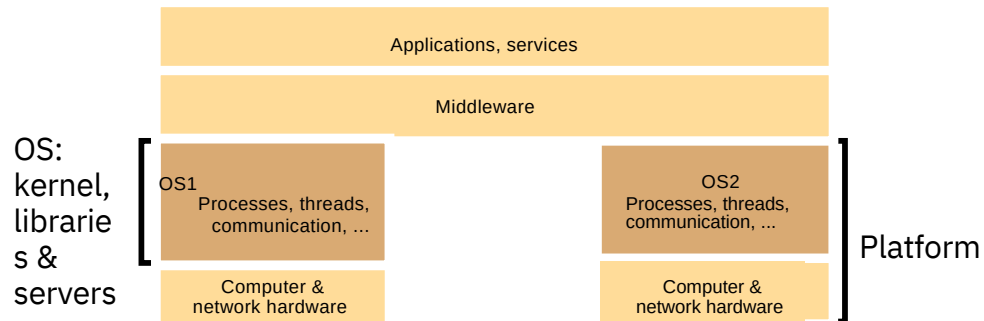 Applications, services
Middleware
OS:
kernel,
librarie
s &
servers
OS1
Processes, threads,
communication, ...
OS2
Processes, threads,
communication, ...
Platform
Computer &
network hardware
Computer &
network hardware